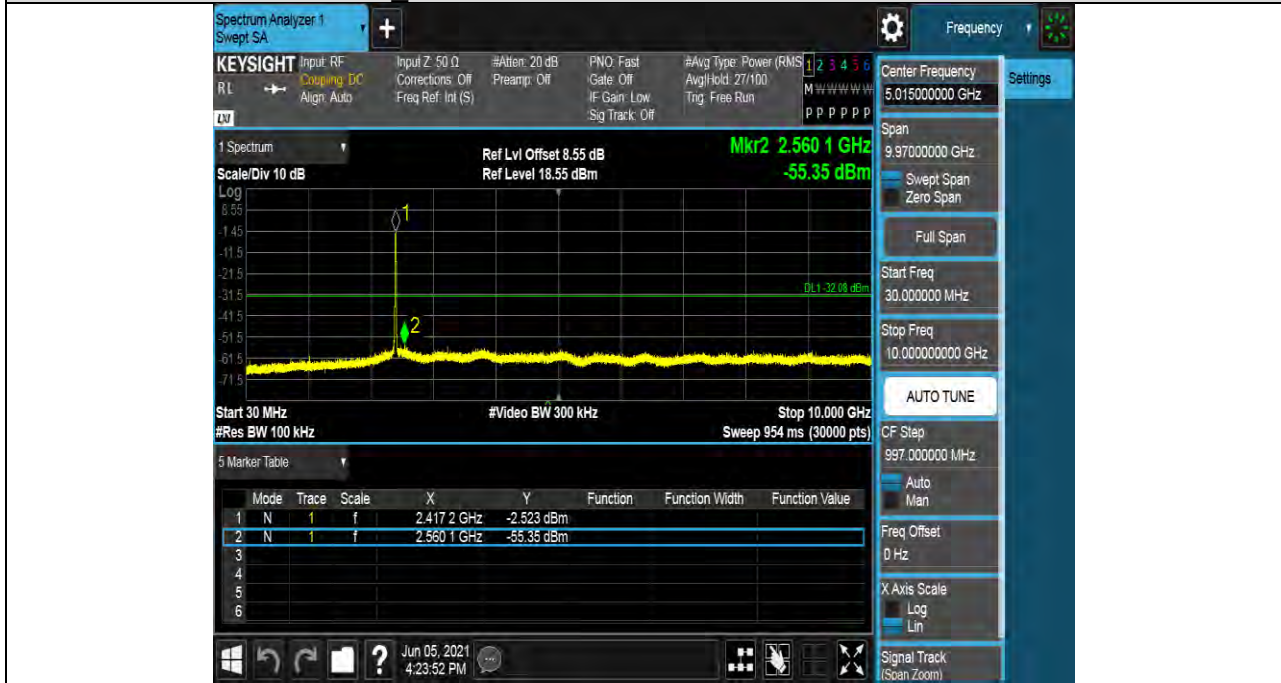 Spectrum Analyzer 1
Swept SA
Frequency
KEYSIGHT
Input: RF
Coupling: DC
Align: Auto
Input Z: 50 Ω
Corrections: Off
Freq Ref: Int (S)
#Atten: 20 dB
Preamp: Off
PNO: Fast
Gate: Off
IF Gain: Low
Sig Track: Off
#Avg Type: Power (RMS
Avg|Hold: 27/100
Trig: Free Run
1 2 3 4 5 6
M W W W W W
P P P P P P
RL
LXI
1 Spectrum
Scale/Div 10 dB
Ref Lvl Offset 8.55 dB
Ref Level 18.55 dBm
Mkr2 2.560 1 GHz
-55.35 dBm
Log
8.55
-1.45
-11.5
-21.5
-31.5
-41.5
-51.5
-61.5
-71.5
1
2
DL1 -32.08 dBm
Start 30 MHz
#Video BW 300 kHz
Stop 10.000 GHz
#Res BW 100 kHz
Sweep 954 ms (30000 pts)
5 Marker Table
Mode Trace Scale X Y Function Function Width Function Value
1 N 1 f 2.417 2 GHz -2.523 dBm
2 N 1 f 2.560 1 GHz -55.35 dBm
3
4
5
6
Jun 05, 2021
4:23:52 PM
Center Frequency
5.015000000 GHz
Settings
Span
9.97000000 GHz
Swept Span
Zero Span
Full Span
Start Freq
30.000000 MHz
Stop Freq
10.000000000 GHz
AUTO TUNE
CF Step
997.000000 MHz
Auto
Man
Freq Offset
0 Hz
X Axis Scale
Log
Lin
Signal Track
(Span Zoom)